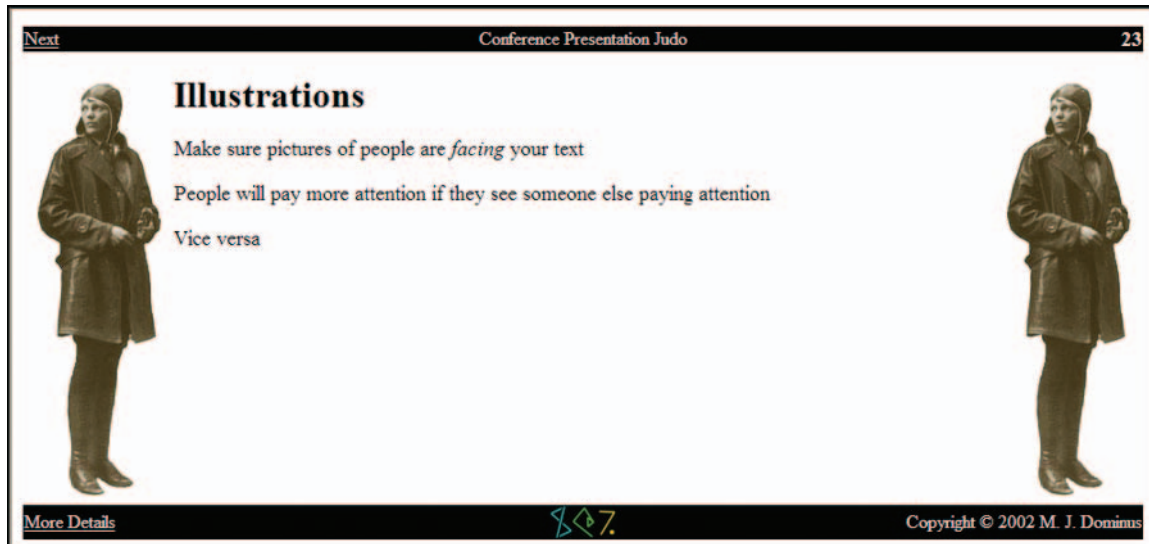 Next Conference Presentation Judo 23
Illustrations
Make sure pictures of people are facing your text
People will pay more attention if they see someone else paying attention
Vice versa
More Details Copyright © 2002 M. J. Dominus